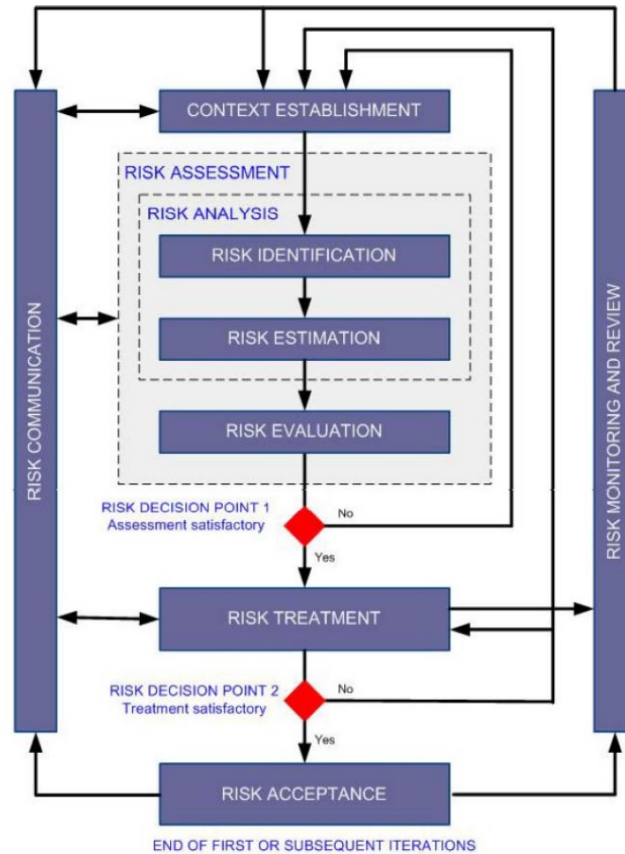 CONTEXT ESTABLISHMENT
RISK ASSESSMENT
RISK ANALYSIS
RISK IDENTIFICATION
RISK ESTIMATION
RISK EVALUATION
RISK COMMUNICATION
RISK MONITORING AND REVIEW
RISK DECISION POINT 1
Assessment satisfactory
No
Yes
RISK TREATMENT
RISK DECISION POINT 2
Treatment satisfactory
No
Yes
RISK ACCEPTANCE
END OF FIRST OR SUBSEQUENT ITERATIONS